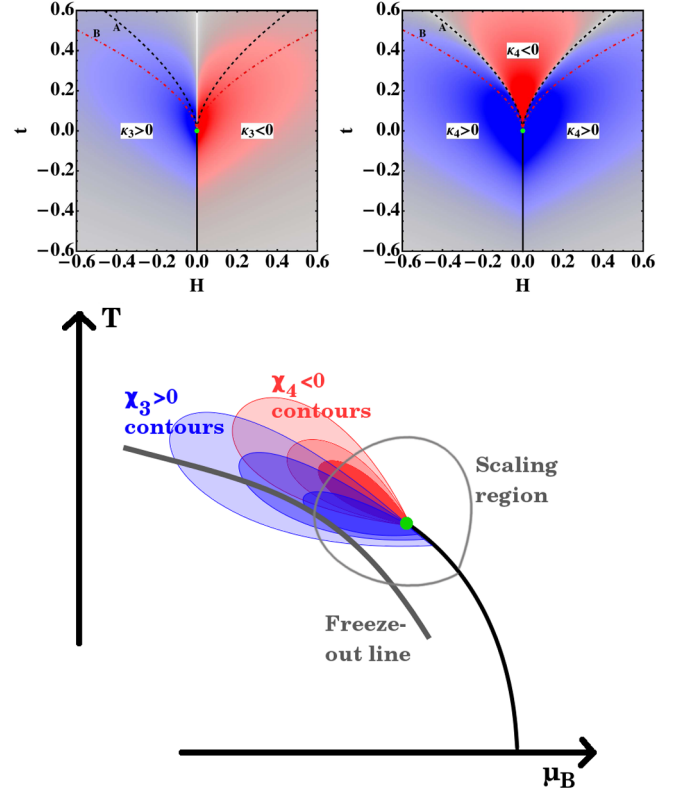 0.6
0.4
0.2
0.0
−0.2
−0.4
−0.6
t
B
A
κ3>0
κ3<0
−0.6 −0.4 −0.2 0.0 0.2 0.4 0.6
H
0.6
0.4
0.2
0.0
−0.2
−0.4
−0.6
t
B
A
κ4<0
κ4>0
κ4>0
−0.6 −0.4 −0.2 0.0 0.2 0.4 0.6
H
T
χ3>0
contours
χ4<0
contours
Scaling
region
Freeze-
out line
μB